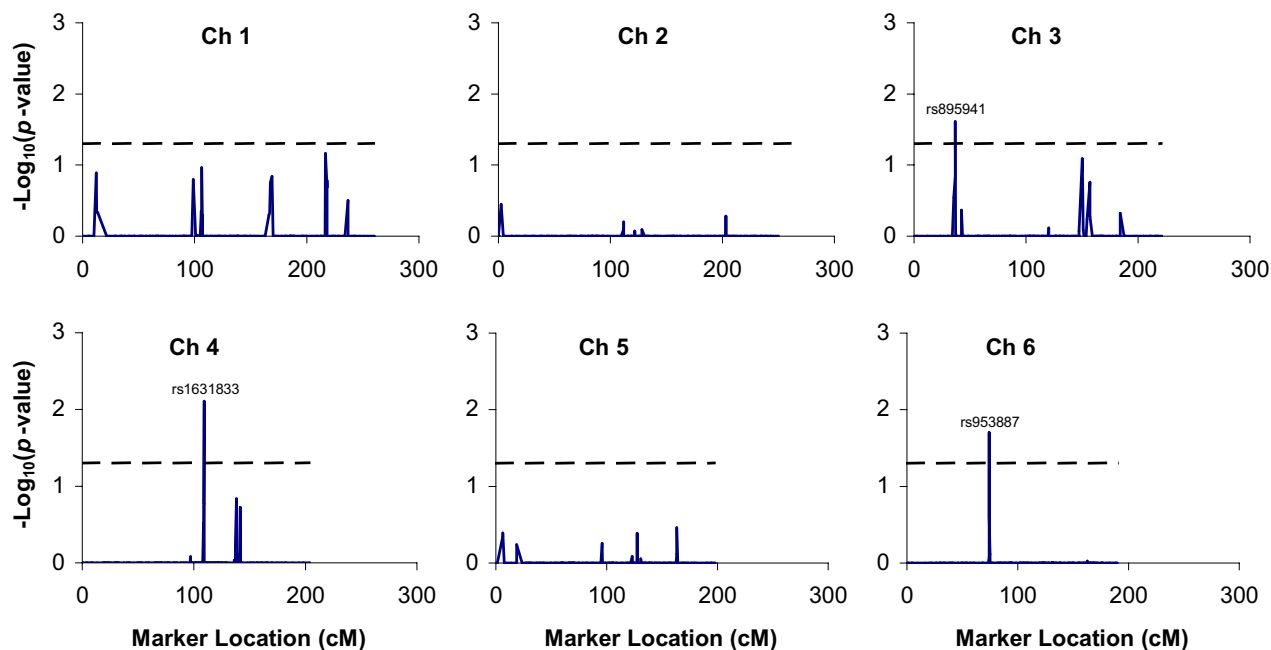 Ch 1
Ch 2
Ch 3
-Log10(p-value)
3
2
1
0
0 100 200 300
3
2
1
0
0 100 200 300
rs895941
3
2
1
0
0 100 200 300
Ch 4
Ch 5
Ch 6
-Log10(p-value)
rs1631833
3
2
1
0
0 100 200 300
3
2
1
0
0 100 200 300
rs953887
3
2
1
0
0 100 200 300
Marker Location (cM)
Marker Location (cM)
Marker Location (cM)